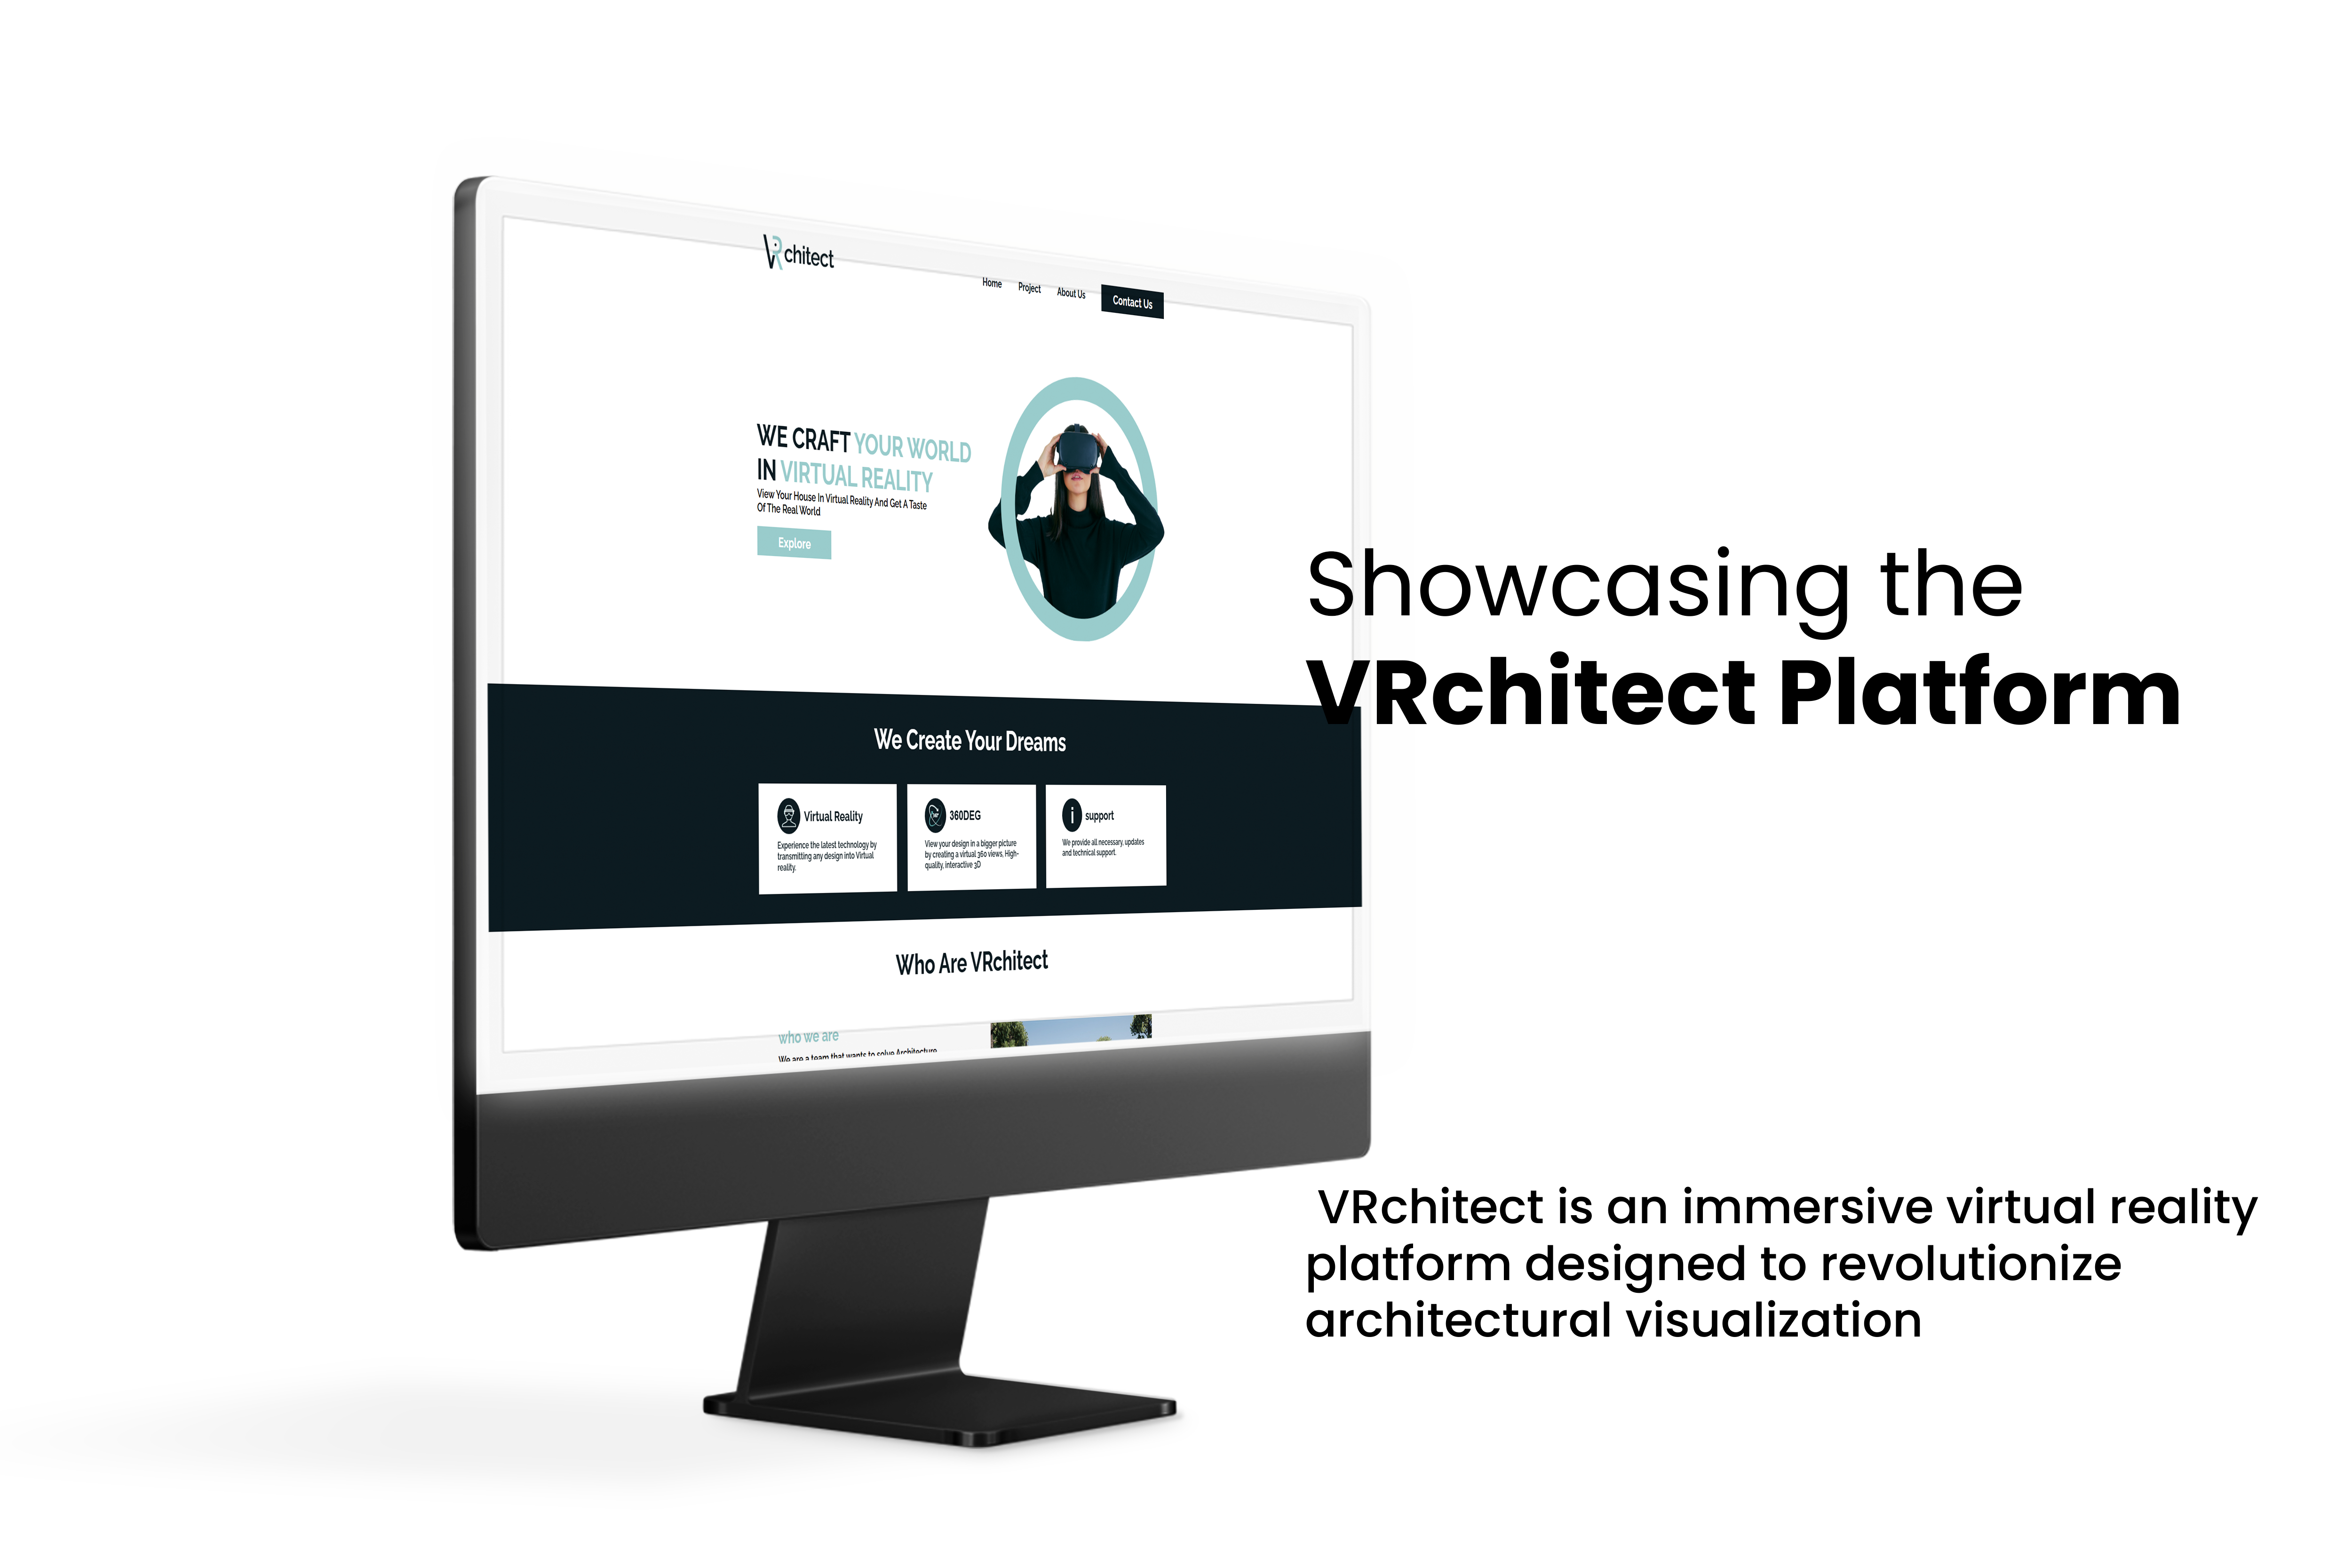 VRchitect
Home Project About Us Contact Us
WE CRAFT YOUR WORLD
IN VIRTUAL REALITY
View Your House In Virtual Reality And Get A Taste
Of The Real World
Explore
We Create Your Dreams
Virtual Reality
Experience the latest technology by
transmitting any design into Virtual
reality.
360DEG
View your design in a bigger picture
by creating a virtual 360 views, High-
quality, interactive 3D
i support
We provide all necessary, updates
and technical support.
Who Are VRchitect
who we are
We are a team that wants to solve Architecture
Showcasing the
VRchitect Platform
VRchitect is an immersive virtual reality
platform designed to revolutionize
architectural visualization